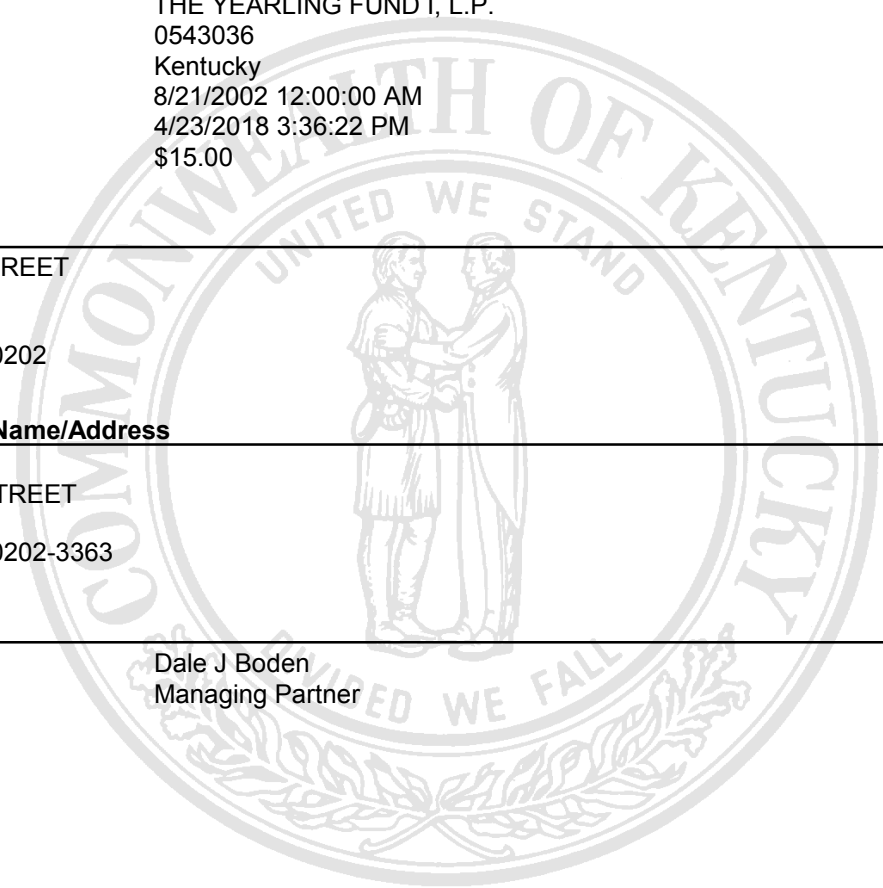 THE YEARLING FUND I, L.P.
0543036
Kentucky
8/21/2002 12:00:00 AM
4/23/2018 3:36:22 PM
$15.00
COMMONWEALTH OF KENTUCKY
UNITED WE STAND
REET
0202
Name/Address
TREET
0202-3363
Dale J Boden
Managing Partner
DIVIDED WE FALL